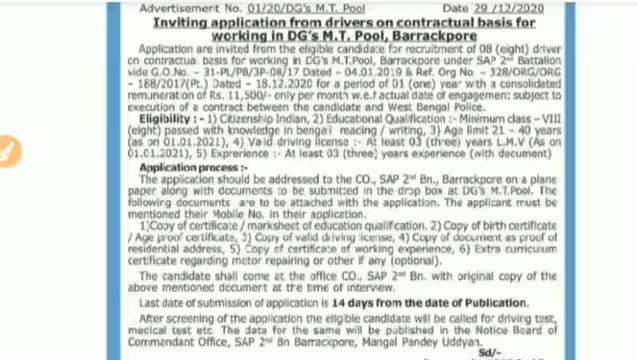 Advertisement No. 01/20/DG's M.T. Pool Date 29 /12/2020
Inviting application from drivers on contractual basis for
working in DG's M.T. Pool, Barrackpore
Application are invited from the eligible candidate for recruitment of 08 (eight) driver
on contractual basis for working in DG's M.T.Pool, Barrackpore under SAP 2nd Battalion
vide G.O.No. - 31-PL/PB/3P-08/17 Dated - 04.01.2019 & Ref. Org No - 328/ORG/ORG
- 188/2017(Pt.) Dated - 18.12.2020 for a period of 01 (one) year with a consolidated
remuneration of Rs. 11,500/- only per month w.e.f actual date of engagement subject to
execution of a contract between the candidate and West Bengal Police.
Eligibility :- 1) Citizenship Indian, 2) Educational Qualification :- Minimum class - VIII
(eight) passed with knowledge in bengali reading / writing, 3) Age limit 21 - 40 years
(as on 01.01.2021), 4) Valid driving license :- At least 03 (three) years L.M.V (As on
01.01.2021), 5) Exprerience :- At least 03 (three) years experience (with document)
Application process :-
The application should be addressed to the CO., SAP 2nd Bn., Barrackpore on a plane
paper along with documents to be submitted in the drop box at DG's M.T.Pool. The
following documents are to be attached with the application. The applicant must be
mentioned their Mobile No. in their application.
1)Copy of certificate / marksheet of education qualification. 2) Copy of birth certificate
/ Age proof certificate, 3) Copy of valid driving license, 4) Copy of document as proof of
residential address, 5) Copy of certificate of working experience, 6) Extra curriculum
certificate regarding motor repairing or other if any (optional).
The candidate shall come at the office CO., SAP 2nd Bn. with original copy of the
above mentioned document at the time of interview.
Last date of submission of application is 14 days from the date of Publication.
After screening of the application the eligible candidate will be called for driving test,
medical test etc. The data for the same will be published in the Notice Board of
Commandant Office, SAP 2nd Bn Barrackpore, Mangal Pandey Uddyan.
Sd/-